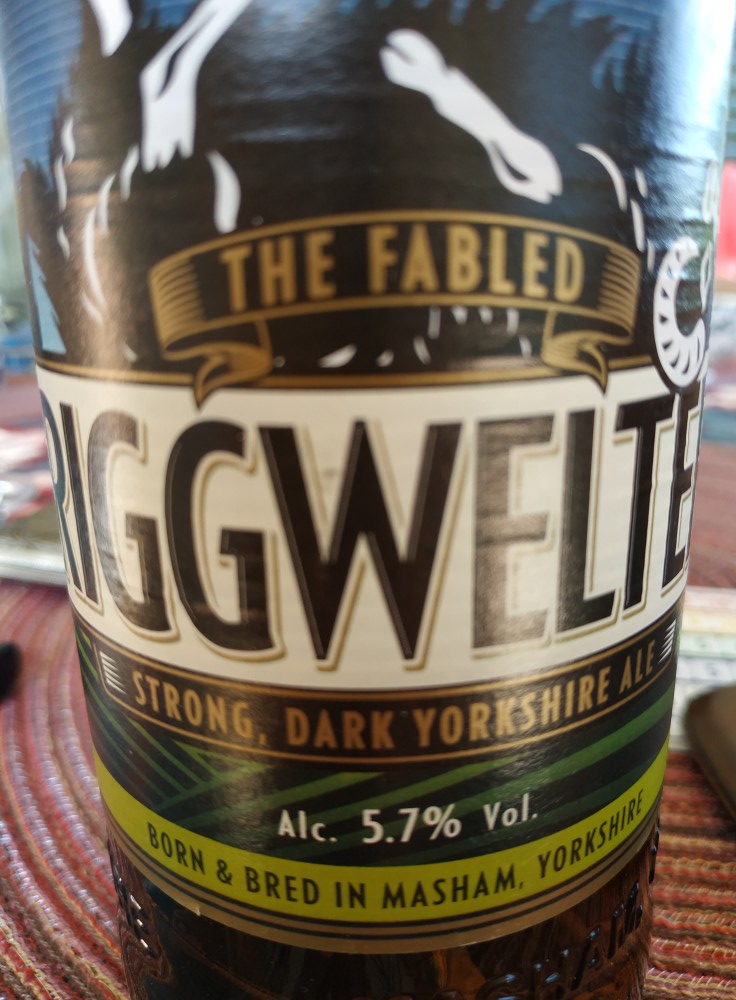 THE FABLED
RIGGWELTE
STRONG, DARK YORKSHIRE ALE
Alc. 5.7% Vol.
BORN & BRED IN MASHAM, YORKSHIRE